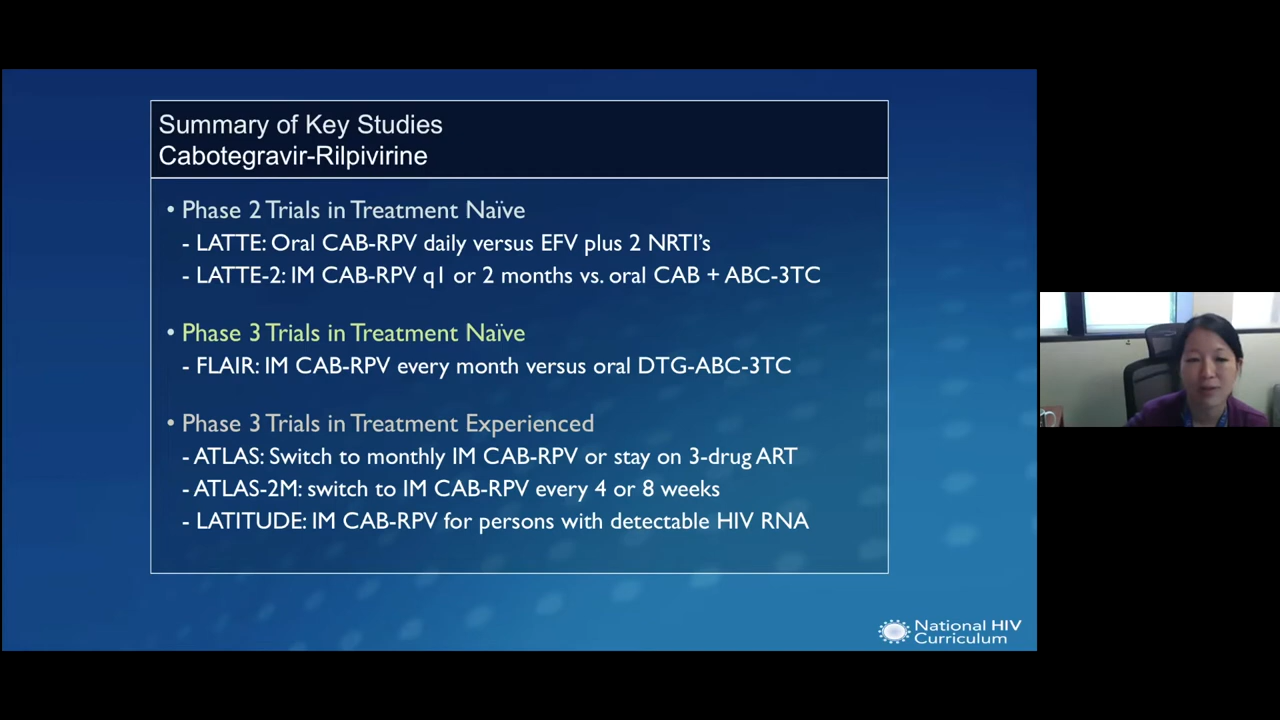 Summary of Key Studies
Cabotegravir-Rilpivirine
• Phase 2 Trials in Treatment Naïve
- LATTE: Oral CAB-RPV daily versus EFV plus 2 NRTI’s
- LATTE-2: IM CAB-RPV q1 or 2 months vs. oral CAB + ABC-3TC
• Phase 3 Trials in Treatment Naïve
- FLAIR: IM CAB-RPV every month versus oral DTG-ABC-3TC
• Phase 3 Trials in Treatment Experienced
- ATLAS: Switch to monthly IM CAB-RPV or stay on 3-drug ART
- ATLAS-2M: switch to IM CAB-RPV every 4 or 8 weeks
- LATITUDE: IM CAB-RPV for persons with detectable HIV RNA
National HIV
Curriculum